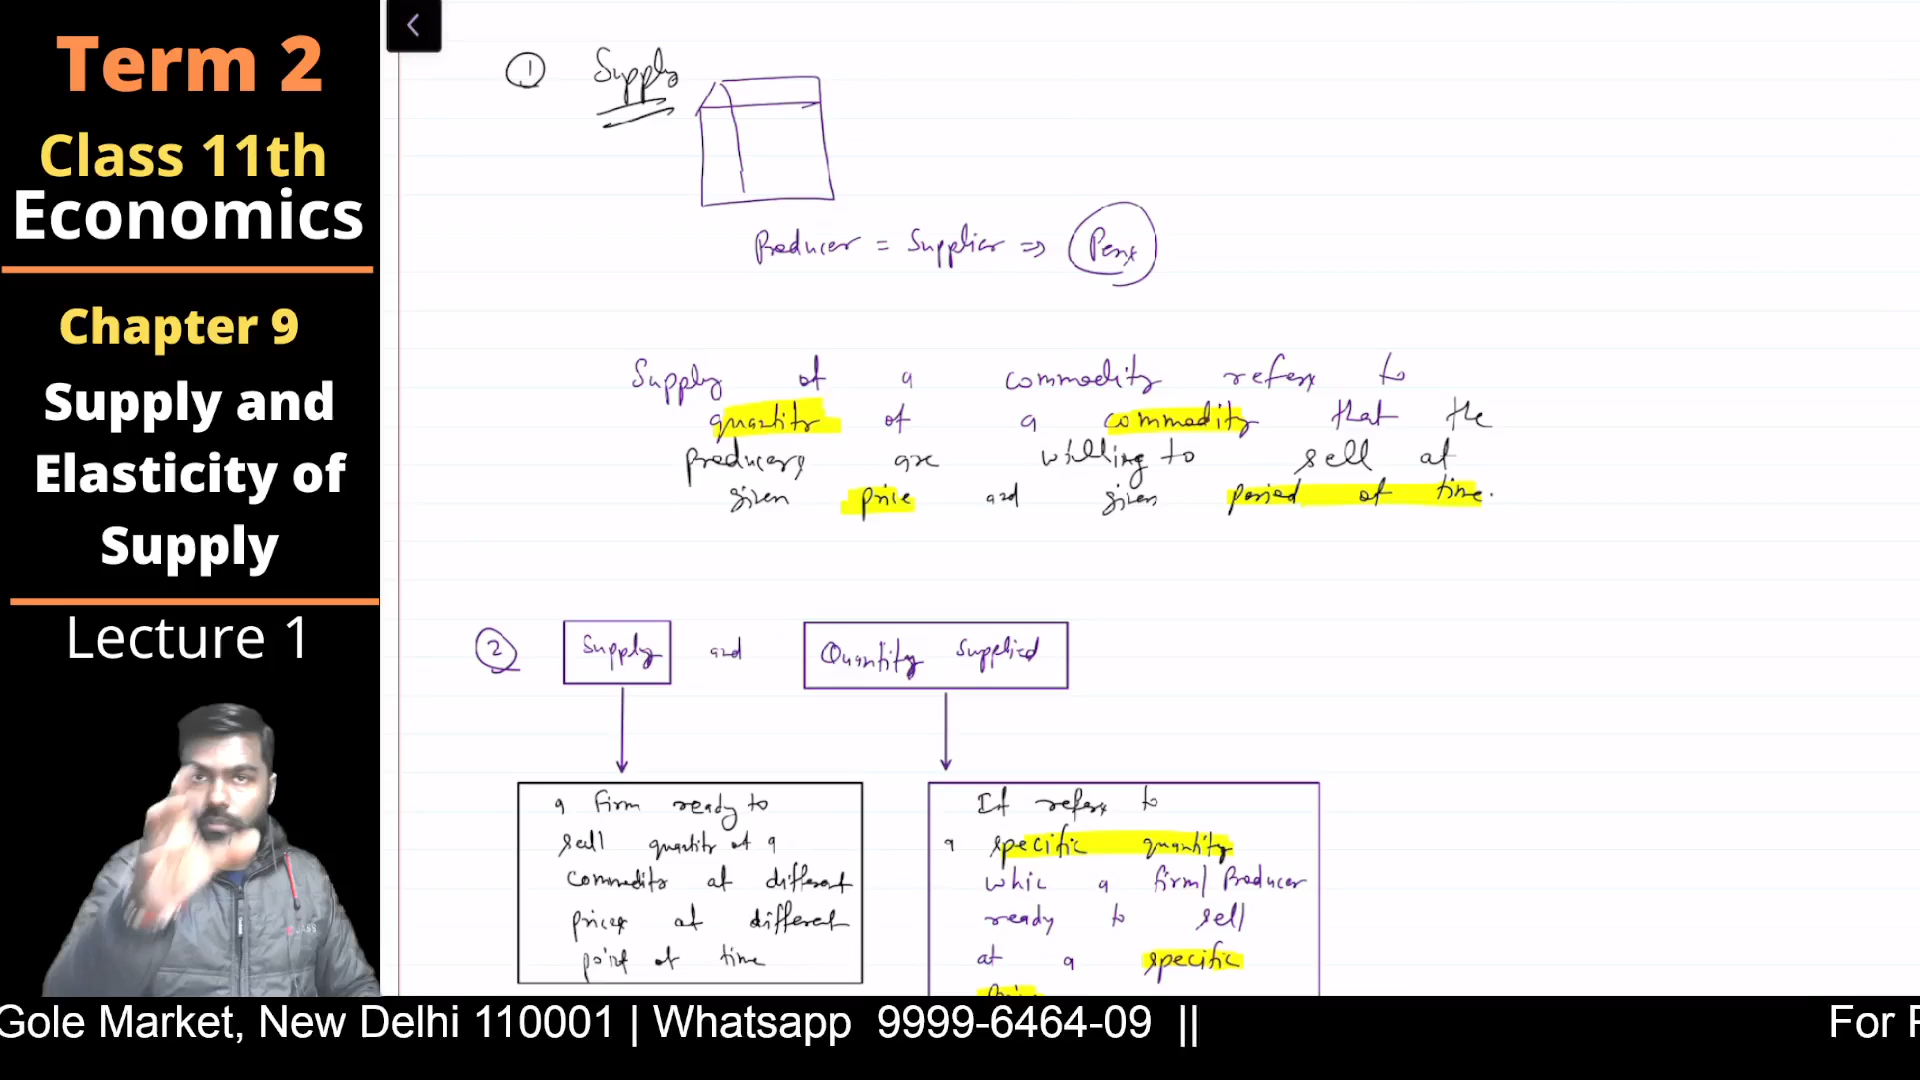 Term 2
Class 11th
Economics
Chapter 9
Supply and
Elasticity of
Supply
Lecture 1
① Supply
Producer = Supplier ⇒ Pens
Supply of a commodity refers to
quantity of a commodity that the
producers are willing to sell at
given price and given period of time.
② Supply and Quantity Supplied
a firm ready to
sell quantity of a
commodity at different
prices at different
point of time
It refers to
a specific quantity
whic a firm/Producer
ready to sell
at a specific
Gole Market, New Delhi 110001 | Whatsapp 9999-6464-09 || For